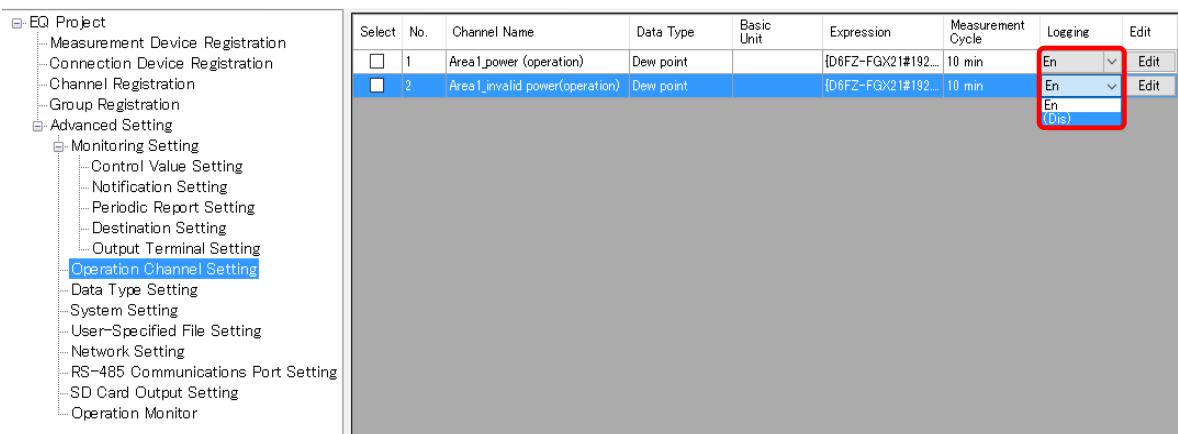 EQ Project
Measurement Device Registration
Connection Device Registration
Channel Registration
Group Registration
Advanced Setting
Monitoring Setting
Control Value Setting
Notification Setting
Periodic Report Setting
Destination Setting
Output Terminal Setting
Operation Channel Setting
Data Type Setting
System Setting
User-Specified File Setting
Network Setting
RS-485 Communications Port Setting
SD Card Output Setting
Operation Monitor
Select No. Channel Name Data Type Basic Unit Expression Measurement Cycle Logging Edit
1 Area1_power (operation) Dew point {D6FZ-FGX21#192... 10 min En Edit
2 Area1_invalid power(operation) Dew point {D6FZ-FGX21#192... 10 min En Edit
En
(Dis)